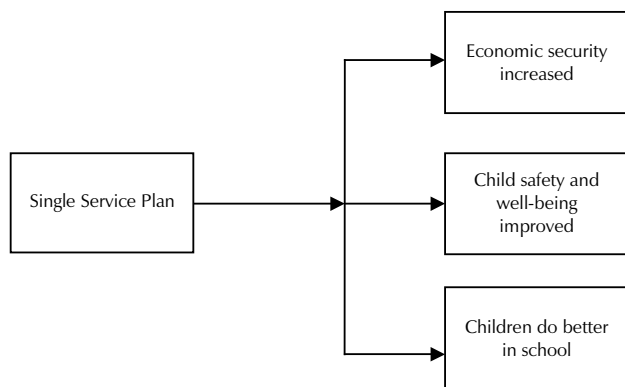 Economic security
increased
Single Service Plan
Child safety and
well-being
improved
Children do better
in school